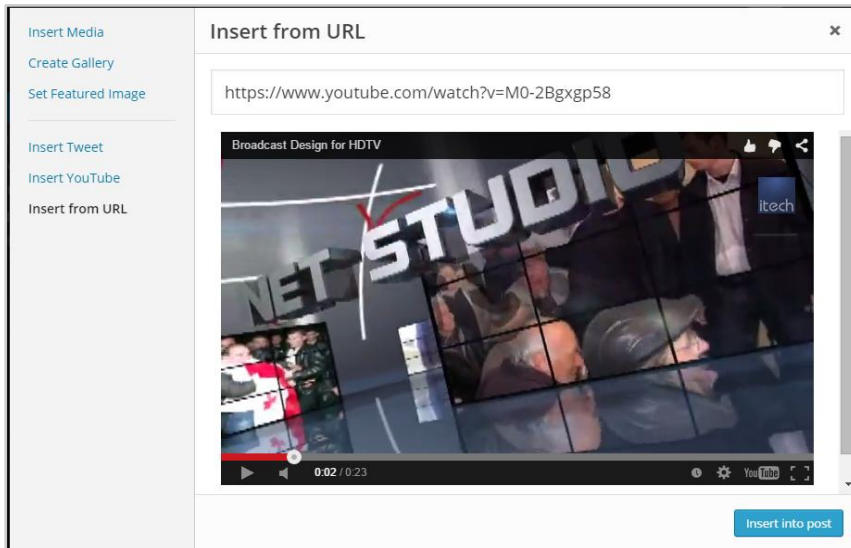 Insert Media
Create Gallery
Set Featured Image
Insert Tweet
Insert YouTube
Insert from URL
Insert from URL
×
https://www.youtube.com/watch?v=M0-2Bgxgp58
Broadcast Design for HDTV
NET STUDIO
itech
0:02 / 0:23
YouTube
Insert into post